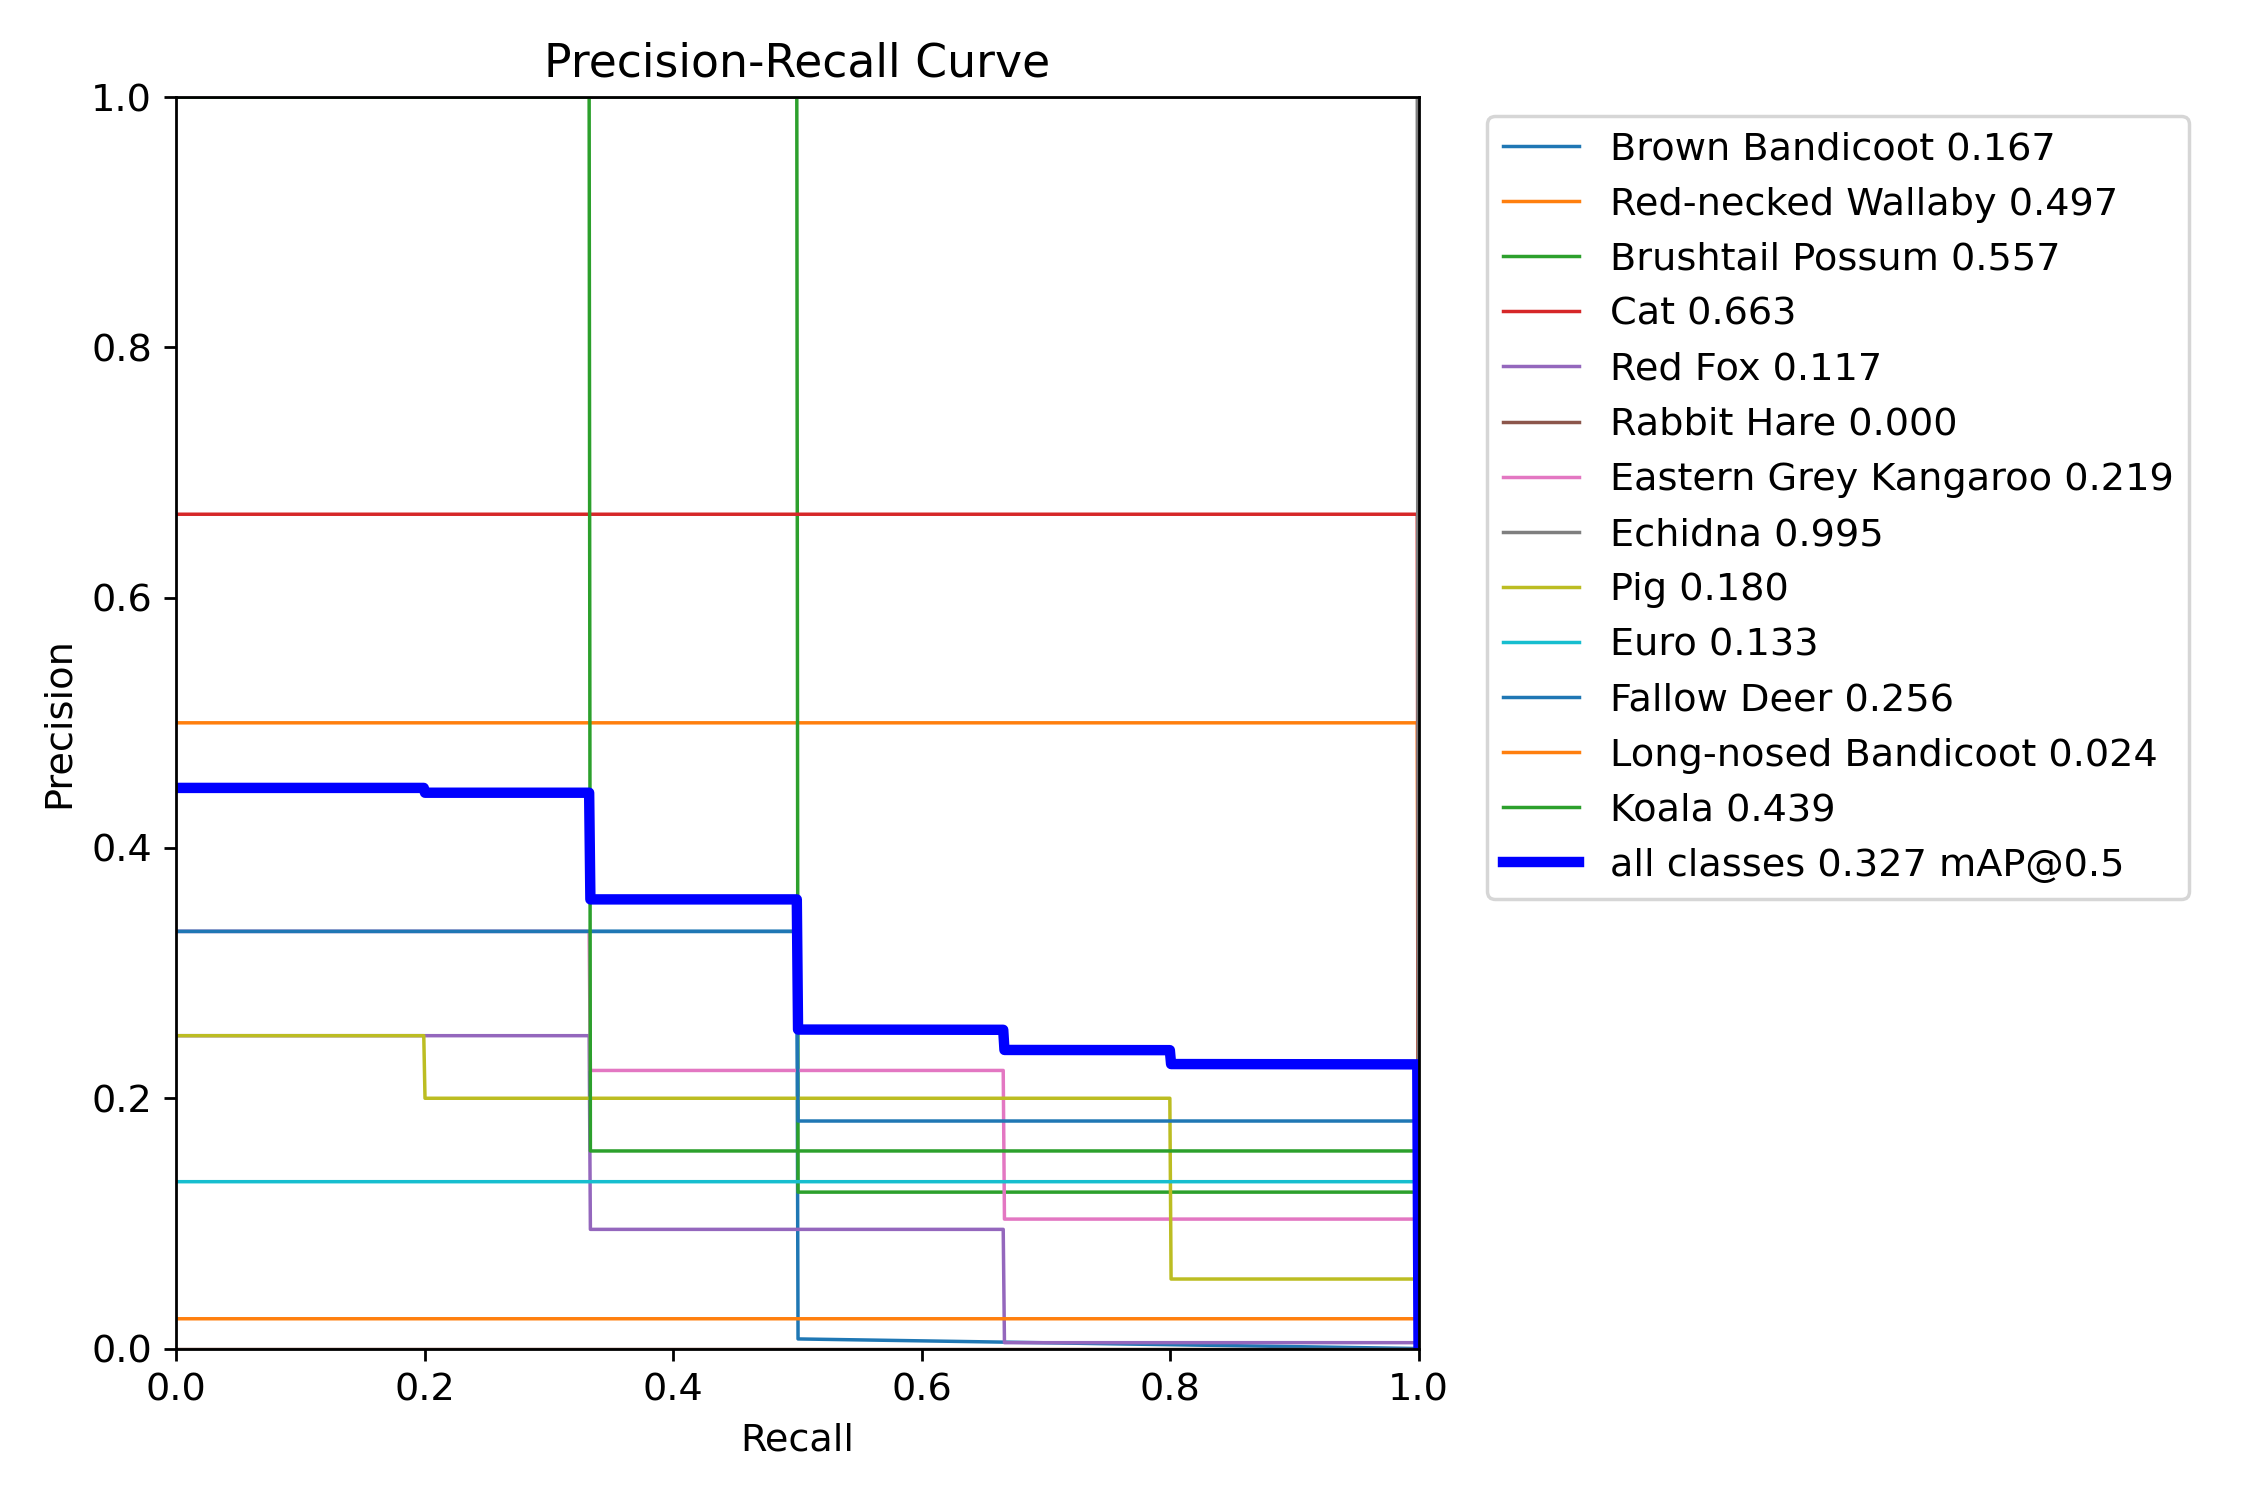 Precision-Recall Curve
1.0
0.8
0.6
0.4
0.2
0.0
Precision
0.0 0.2 0.4 0.6 0.8 1.0
Recall
Brown Bandicoot 0.167
Red-necked Wallaby 0.497
Brushtail Possum 0.557
Cat 0.663
Red Fox 0.117
Rabbit Hare 0.000
Eastern Grey Kangaroo 0.219
Echidna 0.995
Pig 0.180
Euro 0.133
Fallow Deer 0.256
Long-nosed Bandicoot 0.024
Koala 0.439
all classes 0.327 mAP@0.5